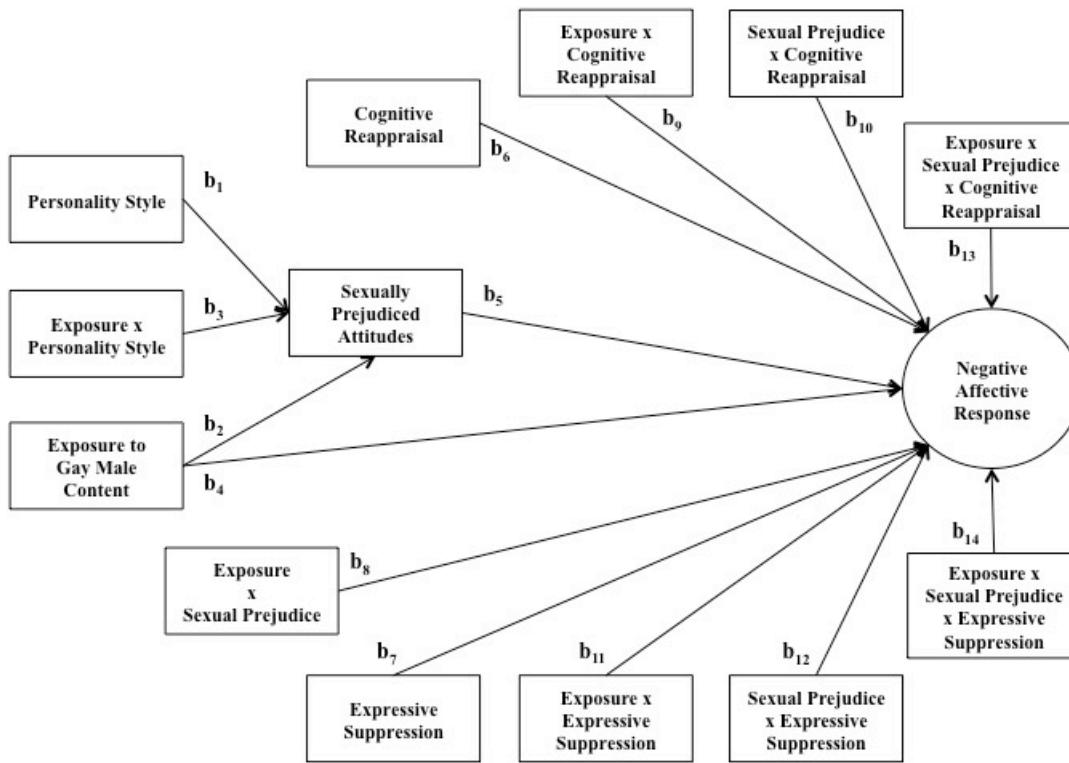 Exposure x
Cognitive
Reappraisal
Sexual Prejudice
x Cognitive
Reappraisal
Cognitive
Reappraisal
b9
b10
b6
Exposure x
Sexual Prejudice
x Cognitive
Reappraisal
Personality Style
b1
b13
Sexually
Prejudiced
Attitudes
b5
Exposure x
Personality Style
b3
Negative
Affective
Response
Exposure to
Gay Male
Content
b2
b4
Exposure
x
Sexual Prejudice
b8
b14
Exposure x
Sexual Prejudice
x Expressive
Suppression
b7
b11
b12
Expressive
Suppression
Exposure x
Expressive
Suppression
Sexual Prejudice
x Expressive
Suppression